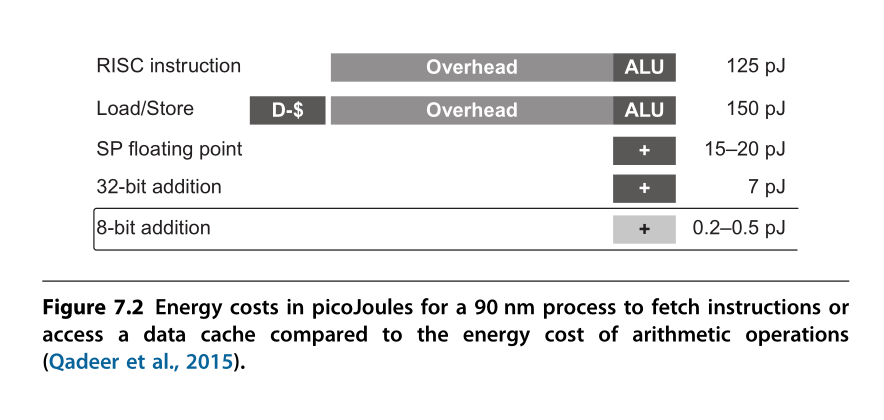 RISC instruction Overhead ALU 125 pJ
Load/Store D-$ Overhead ALU 150 pJ
SP floating point + 15–20 pJ
32-bit addition + 7 pJ
8-bit addition + 0.2–0.5 pJ
Figure 7.2 Energy costs in picoJoules for a 90 nm process to fetch instructions or
access a data cache compared to the energy cost of arithmetic operations
(Qadeer et al., 2015).